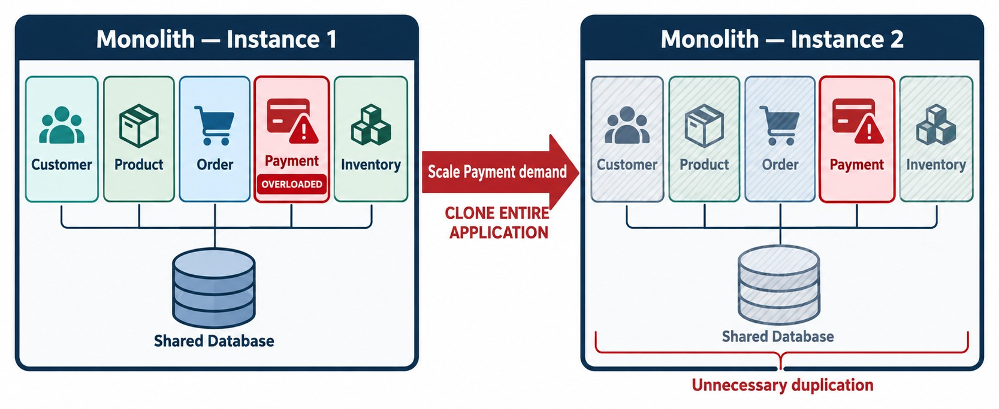 Monolith — Instance 1
Customer
Product
Order
Payment
OVERLOADED
Inventory
Shared Database
Scale Payment demand
CLONE ENTIRE
APPLICATION
Monolith — Instance 2
Customer
Product
Order
Payment
Inventory
Shared Database
Unnecessary duplication